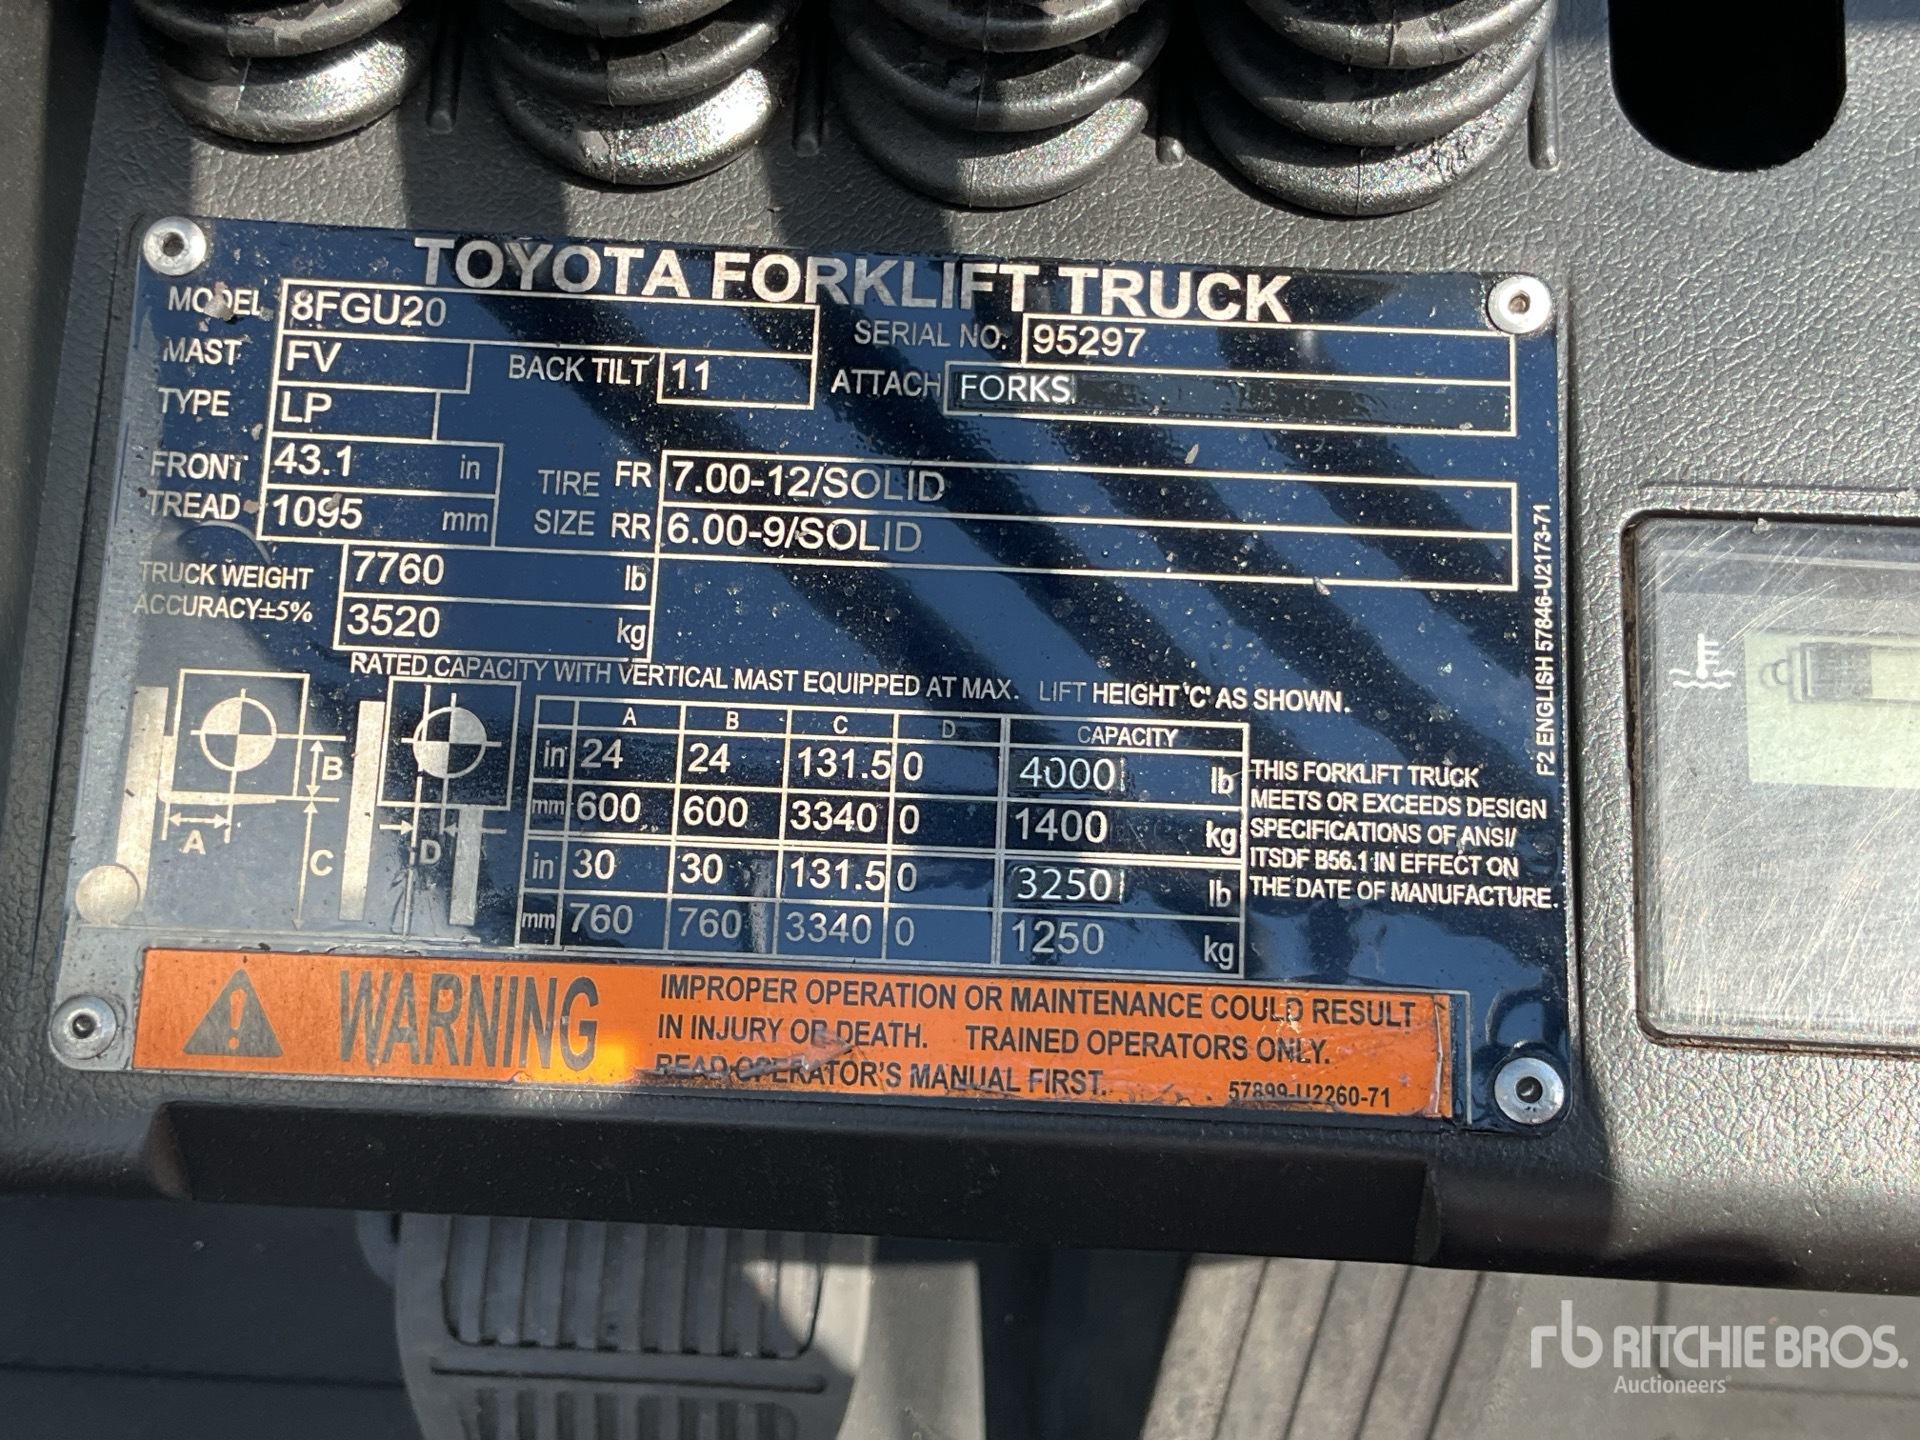 TOYOTA FORKLIFT TRUCK
MODEL 8FGU20 SERIAL NO. 95297
MAST FV BACK TILT 11 ATTACH FORKS
TYPE LP
FRONT TREAD 43.1 in TIRE SIZE FR 7.00-12/SOLID
1095 mm RR 6.00-9/SOLID
TRUCK WEIGHT 7760 lb
ACCURACY±5% 3520 kg
RATED CAPACITY WITH VERTICAL MAST EQUIPPED AT MAX. LIFT HEIGHT 'C' AS SHOWN.
A B C D CAPACITY
in 24 24 131.5 0 4000 lb
mm 600 600 3340 0 1400 kg
in 30 30 131.5 0 3250 lb
mm 760 760 3340 0 1250 kg
B
A
C
D
THIS FORKLIFT TRUCK
MEETS OR EXCEEDS DESIGN
SPECIFICATIONS OF ANSI/
ITSDF B56.1 IN EFFECT ON
THE DATE OF MANUFACTURE.
F2 ENGLISH 57846-U2173-71
WARNING
IMPROPER OPERATION OR MAINTENANCE COULD RESULT
IN INJURY OR DEATH. TRAINED OPERATORS ONLY.
READ OPERATOR'S MANUAL FIRST.
57899-U2260-71
rb RITCHIE BROS.
Auctioneers